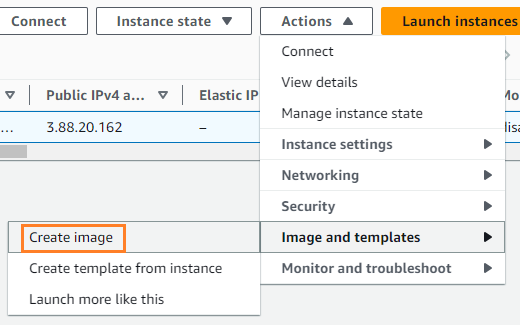 Connect
Instance state
Actions
Launch instances
Public IPv4 a...
Elastic IP
...
3.88.20.162
–
Connect
View details
Manage instance state
Instance settings
Networking
Security
Image and templates
Monitor and troubleshoot
Create image
Create template from instance
Launch more like this